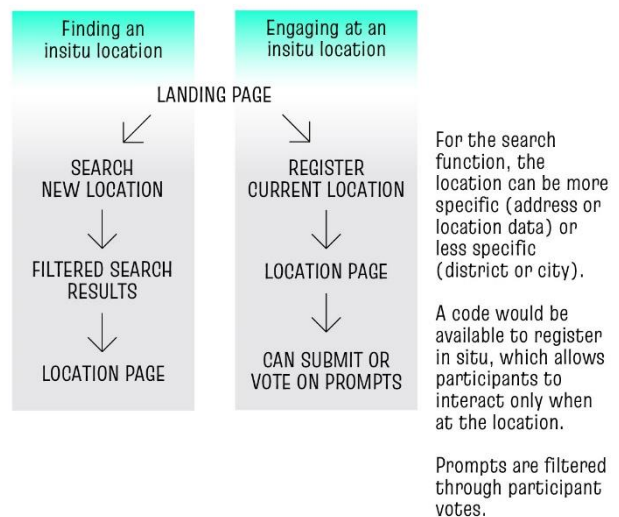 Finding an
insitu location
Engaging at an
insitu location
LANDING PAGE
SEARCH
NEW LOCATION
FILTERED SEARCH
RESULTS
LOCATION PAGE
REGISTER
CURRENT LOCATION
LOCATION PAGE
CAN SUBMIT OR
VOTE ON PROMPTS
For the search
function, the
location can be more
specific (address or
location data) or
less specific
(district or city).
A code would be
available to register
in situ, which allows
participants to
interact only when
at the location.
Prompts are filtered
through participant
votes.